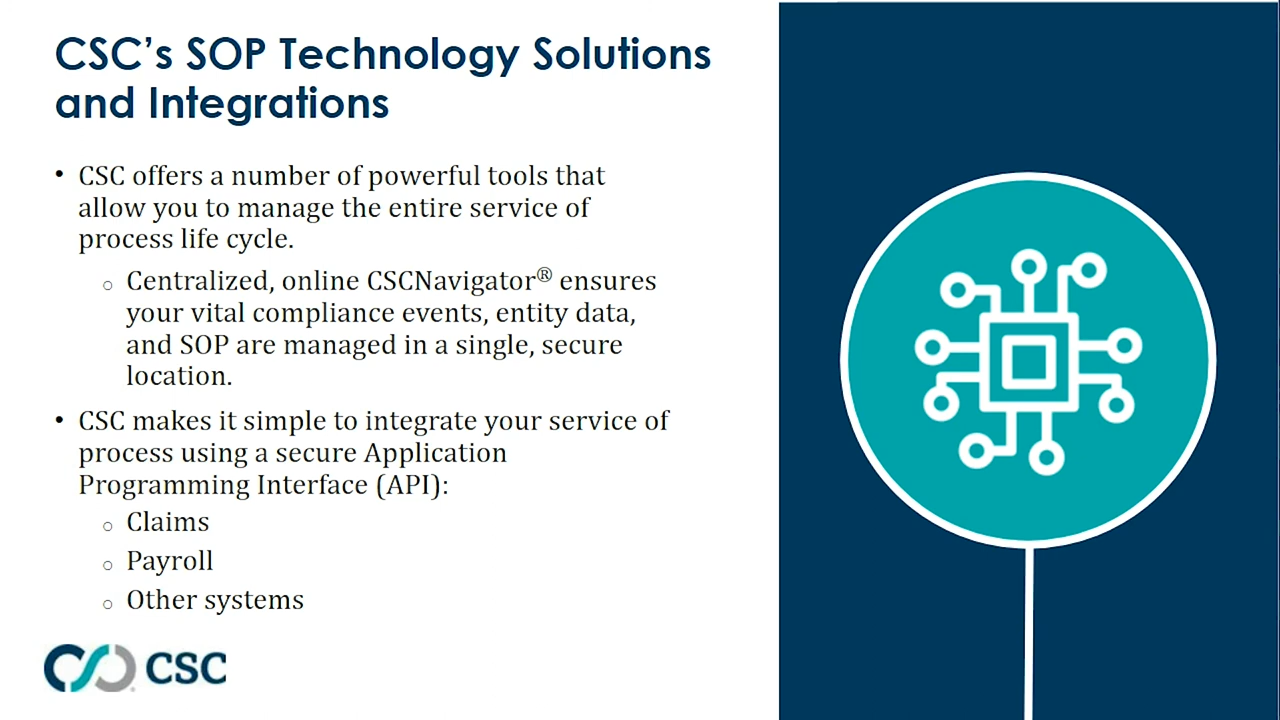 CSC’s SOP Technology Solutions
and Integrations
• CSC offers a number of powerful tools that
allow you to manage the entire service of
process life cycle.
○ Centralized, online CSCNavigator® ensures
your vital compliance events, entity data,
and SOP are managed in a single, secure
location.
• CSC makes it simple to integrate your service of
process using a secure Application
Programming Interface (API):
○ Claims
○ Payroll
○ Other systems
CSC